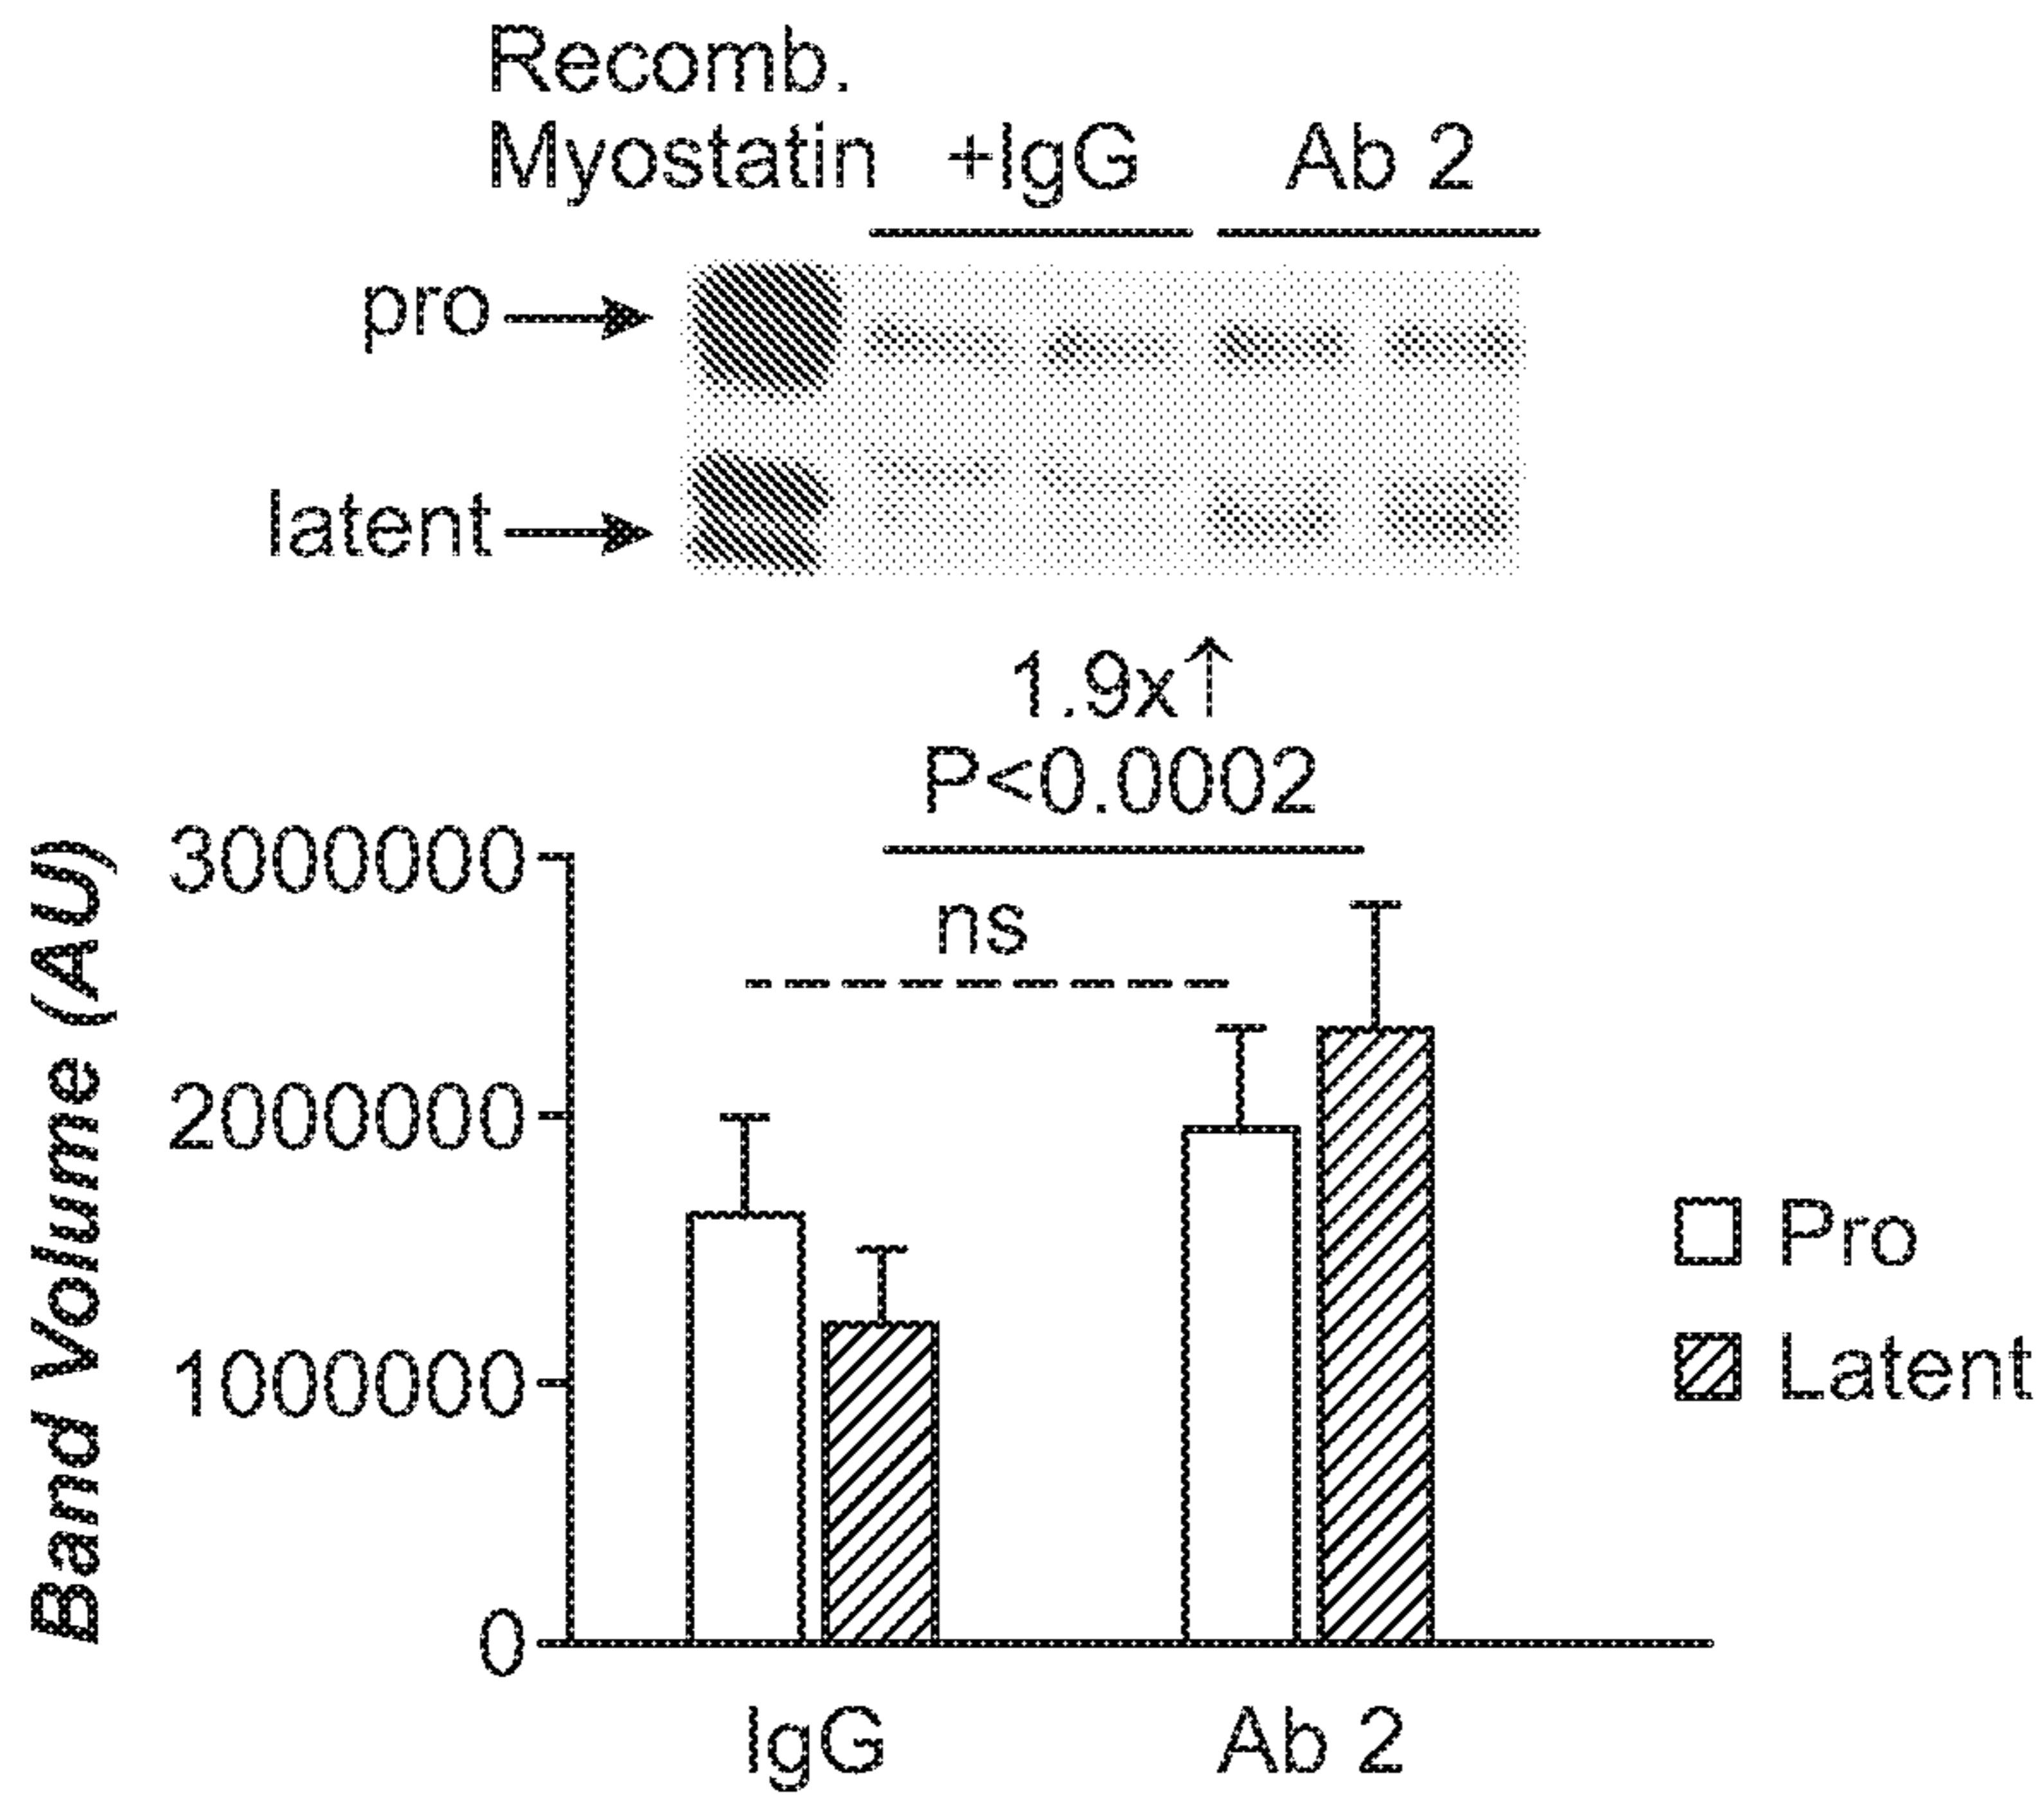 Recomb.
Myostatin +IgG Ab 2
pro
latent
1.9x↑
P<0.0002
ns
Band Volume (AU)
3000000
2000000
1000000
0
IgG Ab 2
Pro
Latent